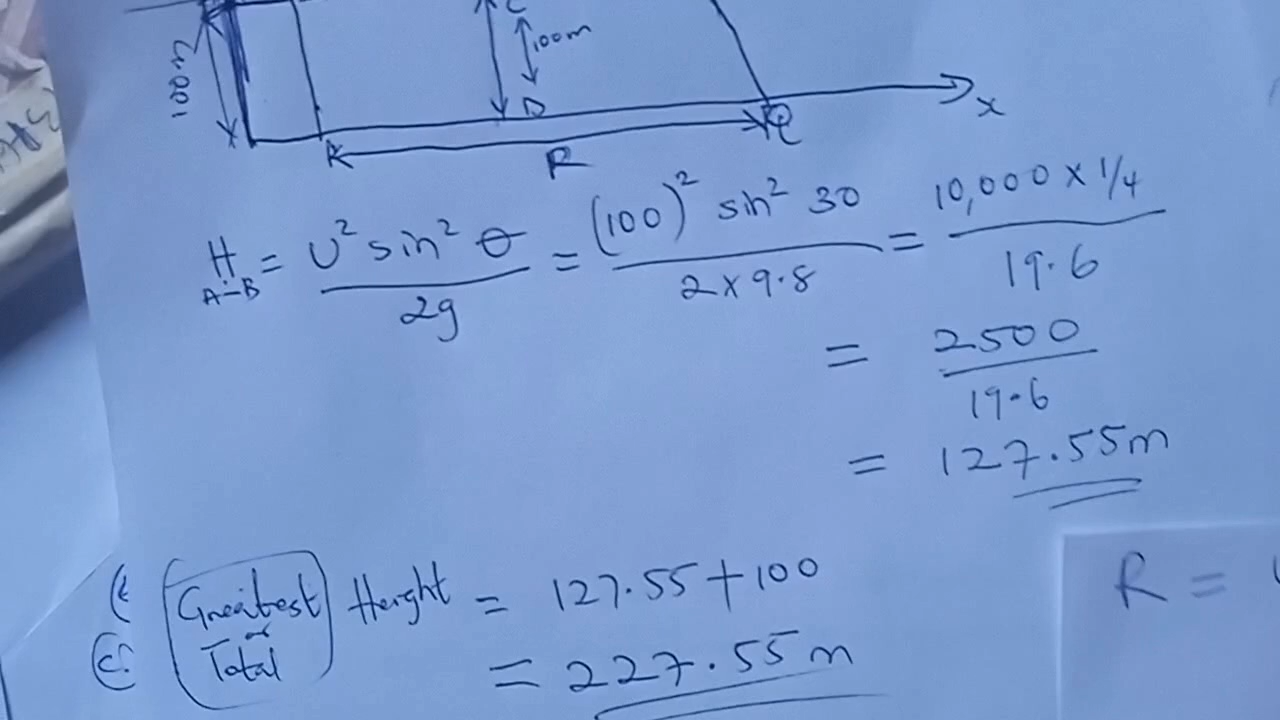 C
100m
100m
D
x
K
Q
R
H A-B = U² sin² θ / 2g = (100)² sin² 30 / 2 x 9.8 = 10,000 x 1/4 / 19.6
= 2500 / 19.6
= 127.55m
(Greatest or Total) Height = 127.55 + 100
= 227.55m
R =